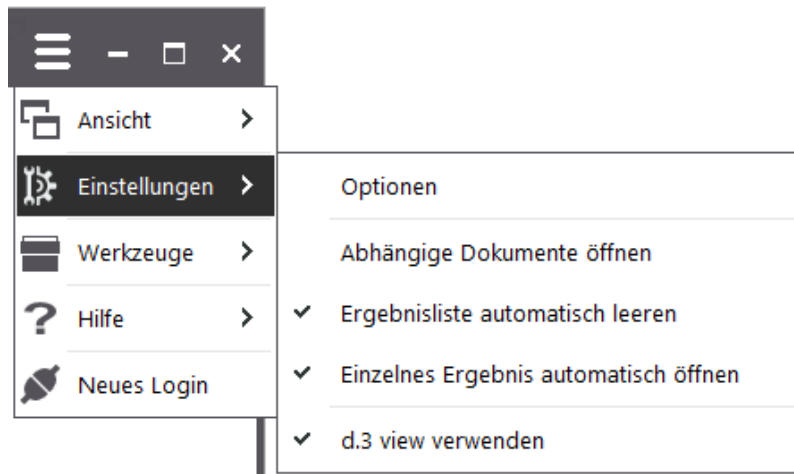 Ansicht
Einstellungen
Optionen
Werkzeuge
Abhängige Dokumente öffnen
Hilfe
Ergebnisliste automatisch leeren
Neues Login
Einzelnes Ergebnis automatisch öffnen
d.3 view verwenden